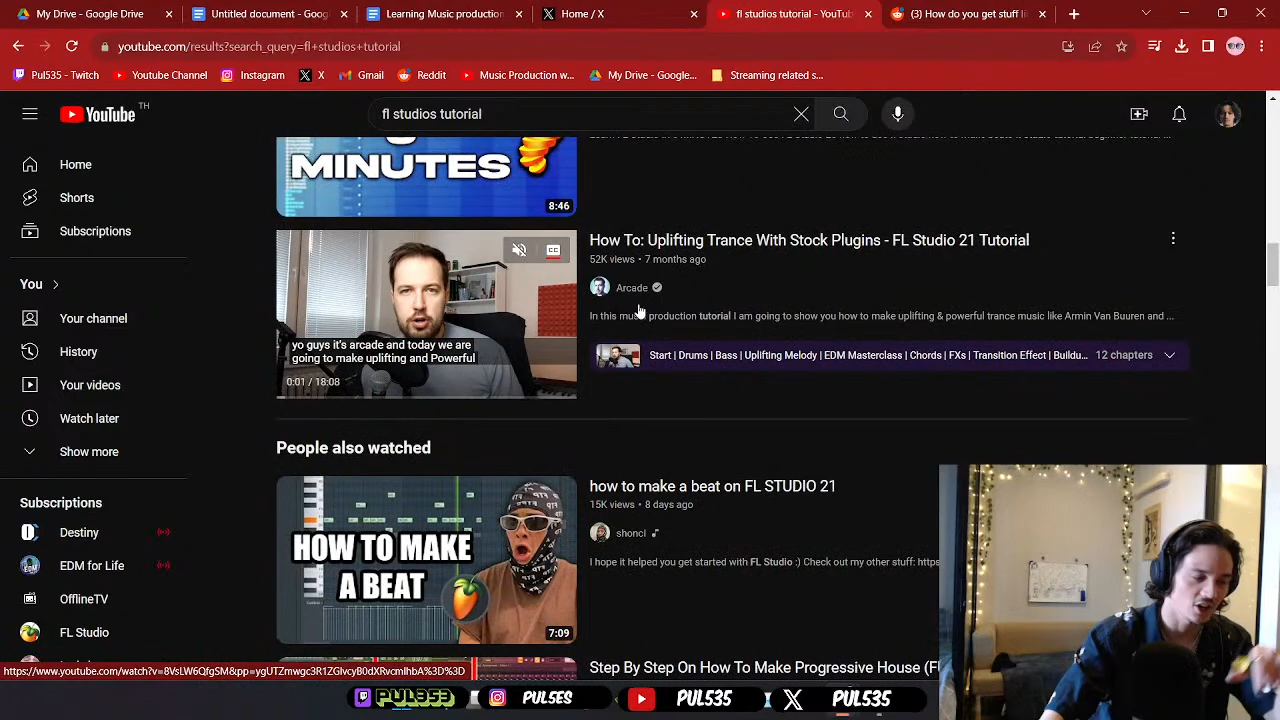 My Drive - Google Drive
Untitled document - Goog
Learning Music production
Home / X
fl studios tutorial - YouTub
(3) How do you get stuff li
youtube.com/results?search_query=fl+studios+tutorial
Pul535 - Twitch
Youtube Channel
Instagram
X
Gmail
Reddit
Music Production w...
My Drive - Google...
Streaming related s...
YouTube TH
fl studios tutorial
Home
Shorts
Subscriptions
You
Your channel
History
Your videos
Watch later
Show more
Subscriptions
Destiny
EDM for Life
OfflineTV
FL Studio
MINUTES
8:46
CC
yo guys it's arcade and today we are
going to make uplifting and Powerful
0:01 / 18:08
How To: Uplifting Trance With Stock Plugins - FL Studio 21 Tutorial
52K views • 7 months ago
Arcade
In this music production tutorial I am going to show you how to make uplifting & powerful trance music like Armin Van Buuren and ...
Start | Drums | Bass | Uplifting Melody | EDM Masterclass | Chords | FXs | Transition Effect | Buildu...
12 chapters
People also watched
HOW TO MAKE
A BEAT
7:09
how to make a beat on FL STUDIO 21
15K views • 8 days ago
shonci
I hope it helped you get started with FL Studio :) Check out my other stuff: https
Step By Step On How To Make Progressive House (F
PUL535
PUL5ES
PUL535
PUL535